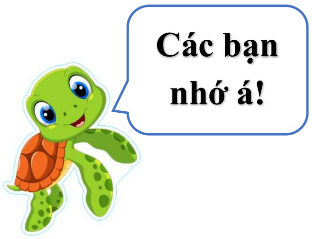 Các bạn
nhớ á!